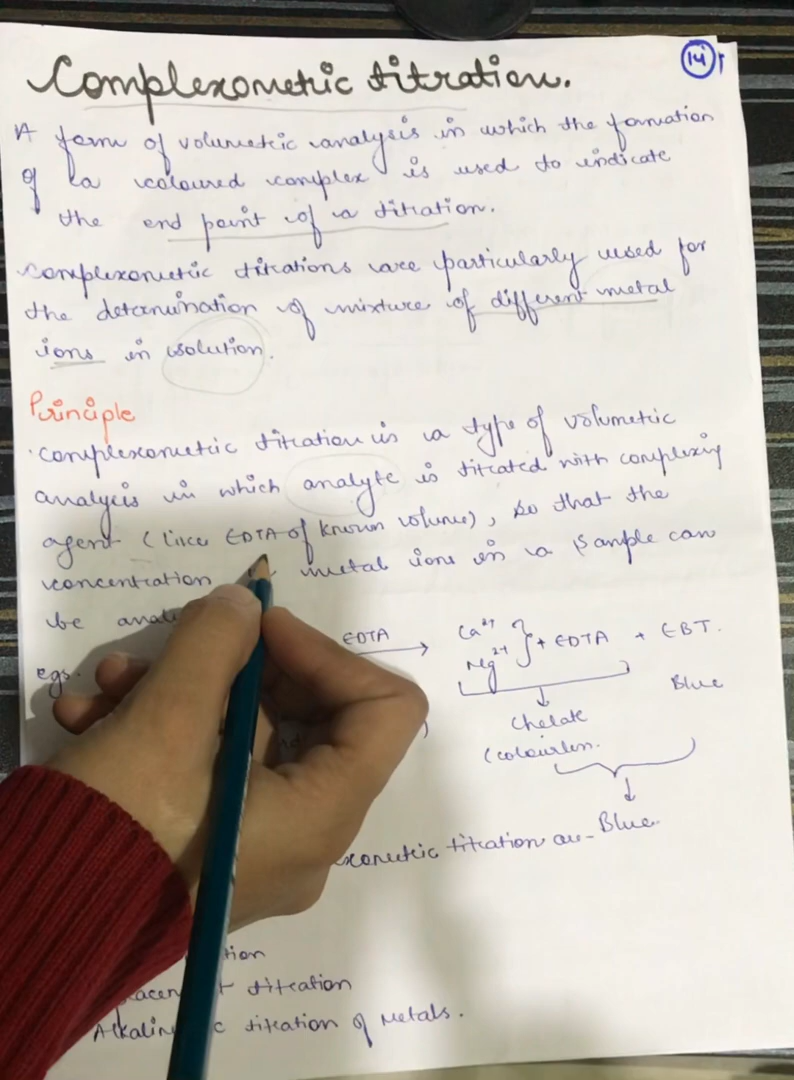 14
Complexometric titration.
A form of volumetric analysis in which the formation
of a coloured complex is used to indicate
the end point of a titration.
Complexometric titrations are particularly used for
the determination of mixture of different metal
ions in solution.
Principle
Complexometric titration is a type of volumetric
analysis in which analyte is titrated with complexing
agent (like EDTA of known volume), so that the
concentration metal ions in a sample can
be
egs.
EDTA
Ca²⁺
Mg²⁺ } + EDTA + EBT.
Blue
Chelate
(colourless.
Blue.
titration are
titration
Alkalin titration of Metals.